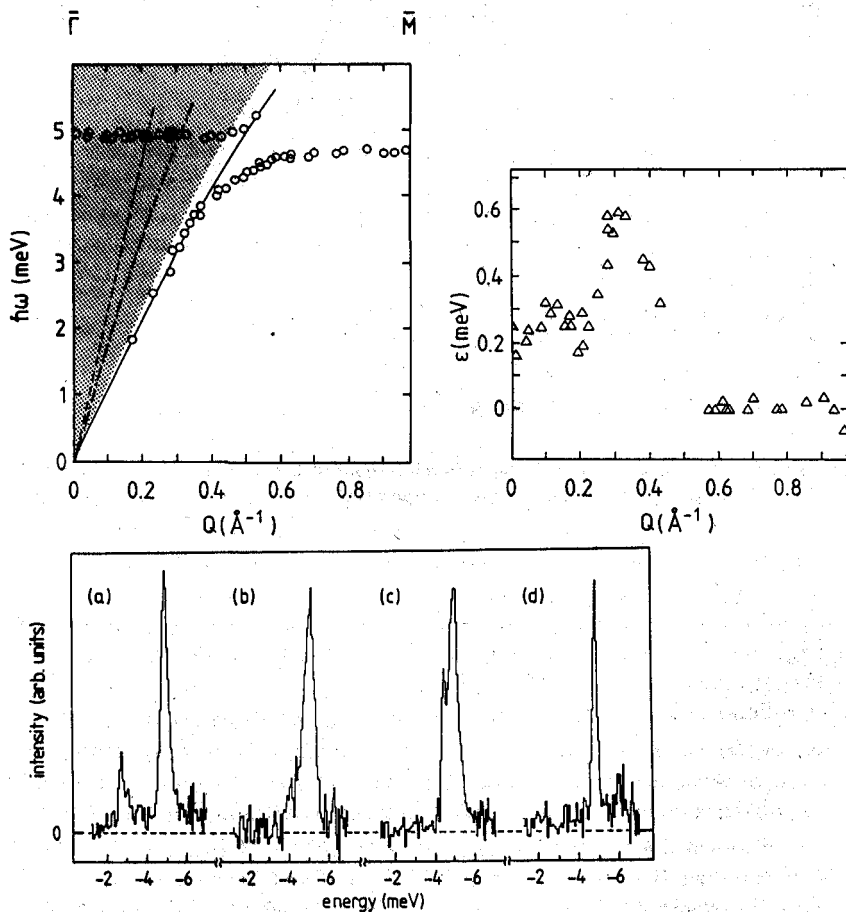 Γ̄ M̄
5
4
3
2
1
0
ħω (meV)
0 0.2 0.4 0.6 0.8
Q(Å⁻¹)
0.6
0.4
0.2
0
ε(meV)
0 0.2 0.4 0.6 0.8
Q(Å⁻¹)
(a) (b) (c) (d)
intensity (arb. units)
0
-2 -4 -6 -2 -4 -6 -2 -4 -6 -2 -4 -6
energy (meV)